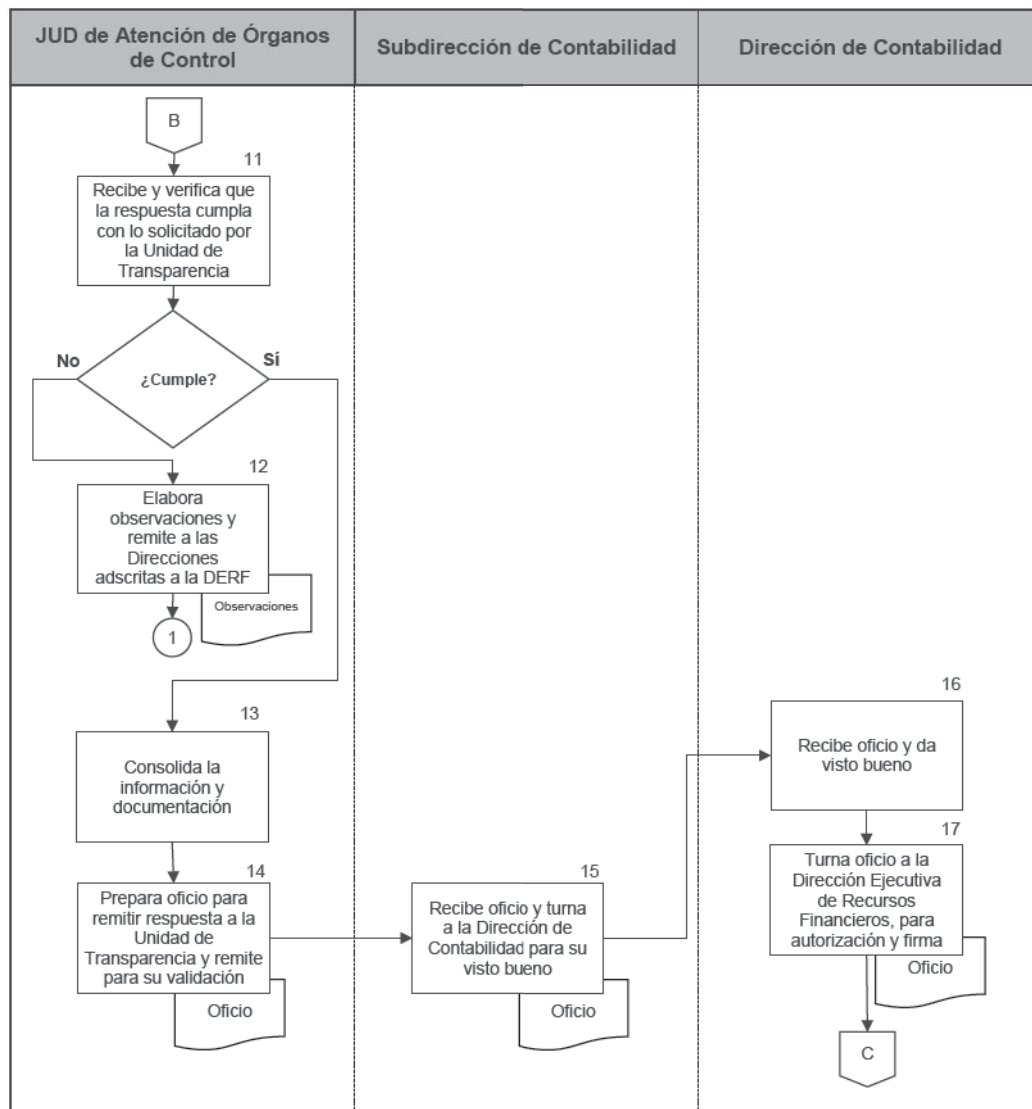 JUD de Atención de Órganos
de Control
Subdirección de Contabilidad
Dirección de Contabilidad
B
11
Recibe y verifica que
la respuesta cumpla
con lo solicitado por
la Unidad de
Transparencia
No
Sí
¿Cumple?
12
Elabora
observaciones y
remite a las
Direcciones
adscritas a la DERF
Observaciones
1
13
Consolida la
información y
documentación
14
Prepara oficio para
remitir respuesta a la
Unidad de
Transparencia y remite
para su validación
Oficio
15
Recibe oficio y turna
a la Dirección de
Contabilidad para su
visto bueno
Oficio
16
Recibe oficio y da
visto bueno
17
Turna oficio a la
Dirección Ejecutiva
de Recursos
Financieros, para
autorización y firma
Oficio
C